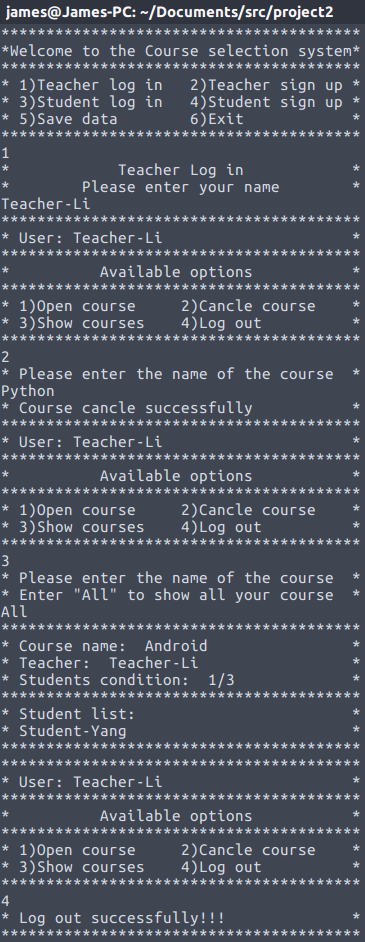 james@James-PC: ~/Documents/src/project2
****************************************
*Welcome to the Course selection system*
****************************************
* 1)Teacher log in   2)Teacher sign up *
* 3)Student log in   4)Student sign up *
* 5)Save data        6)Exit            *
****************************************
1
*            Teacher Log in            *
*        Please enter your name        *
Teacher-Li
****************************************
* User: Teacher-Li                     *
****************************************
*          Available options           *
****************************************
* 1)Open course     2)Cancle course    *
* 3)Show courses    4)Log out          *
****************************************
2
* Please enter the name of the course  *
Python
* Course cancle successfully           *
****************************************
* User: Teacher-Li                     *
****************************************
*          Available options           *
****************************************
* 1)Open course     2)Cancle course    *
* 3)Show courses    4)Log out          *
****************************************
3
* Please enter the name of the course  *
* Enter "All" to show all your course  *
All
****************************************
* Course name:  Android                *
* Teacher:  Teacher-Li                 *
* Students condition:  1/3             *
****************************************
* Student list:                        *
* Student-Yang                         *
****************************************
****************************************
* User: Teacher-Li                     *
****************************************
*          Available options           *
****************************************
* 1)Open course     2)Cancle course    *
* 3)Show courses    4)Log out          *
****************************************
4
* Log out successfully!!!              *
****************************************